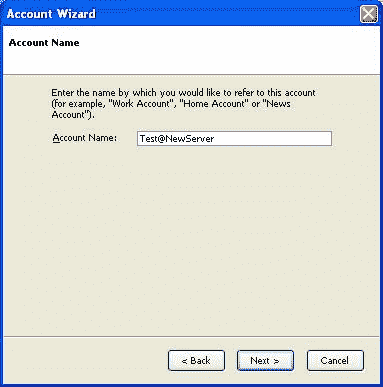 Account Wizard
Account Name
Enter the name by which you would like to refer to this account
(for example, "Work Account", "Home Account" or "News
Account").
Account Name: Test@NewServer
< Back Next > Cancel